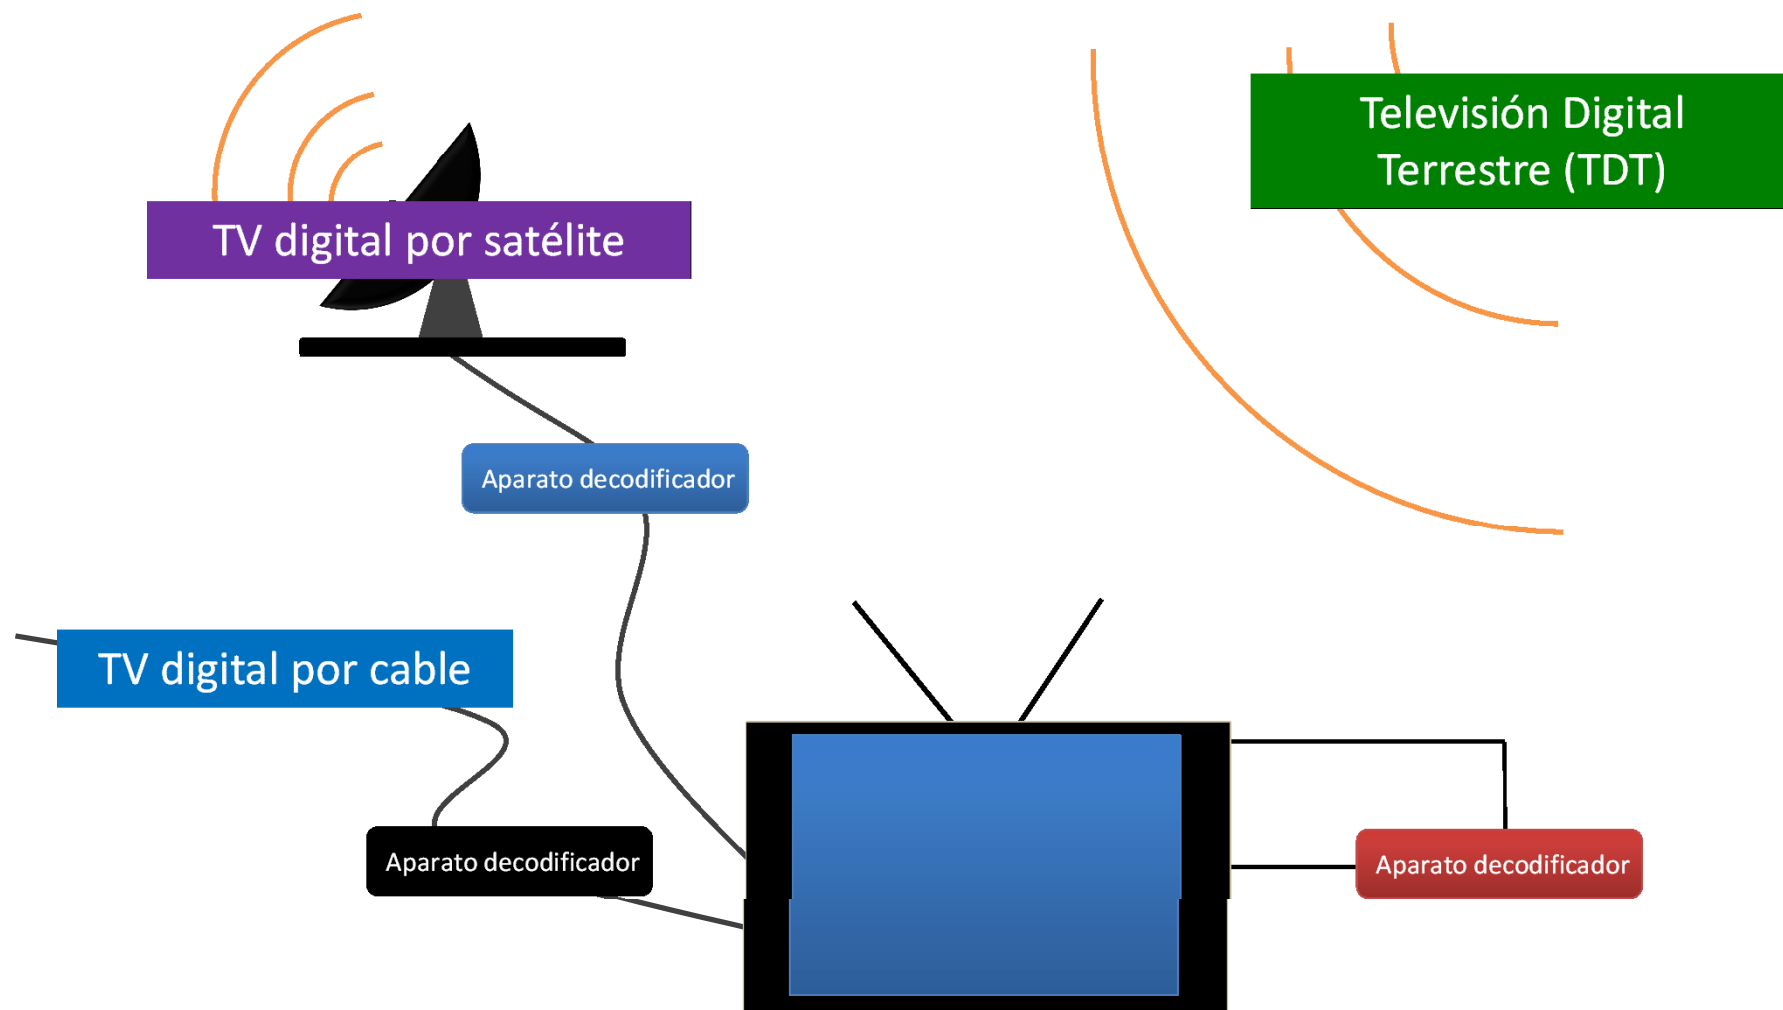 Televisión Digital
Terrestre (TDT)
TV digital por satélite
Aparato decodificador
TV digital por cable
Aparato decodificador
Aparato decodificador